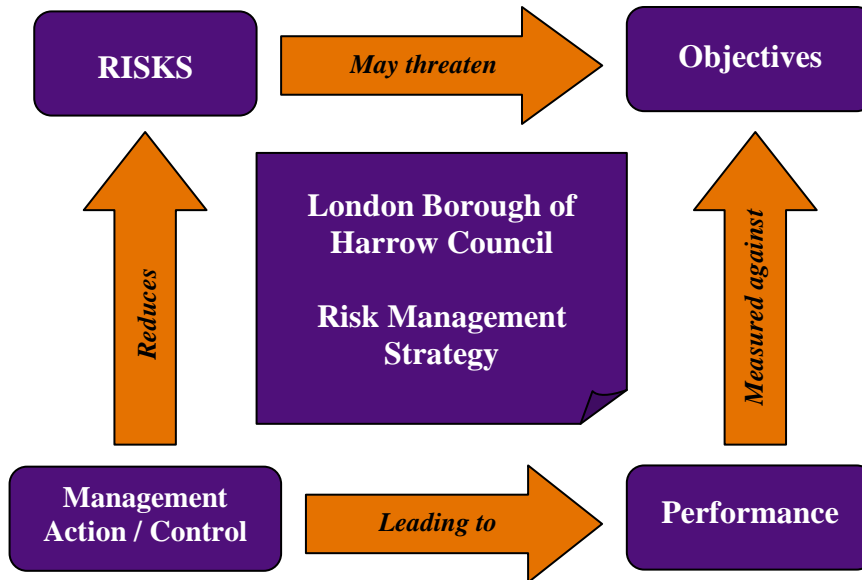 RISKS
May threaten
Objectives
London Borough of
Harrow Council
Risk Management
Strategy
Reduces
Measured against
Management
Action / Control
Leading to
Performance